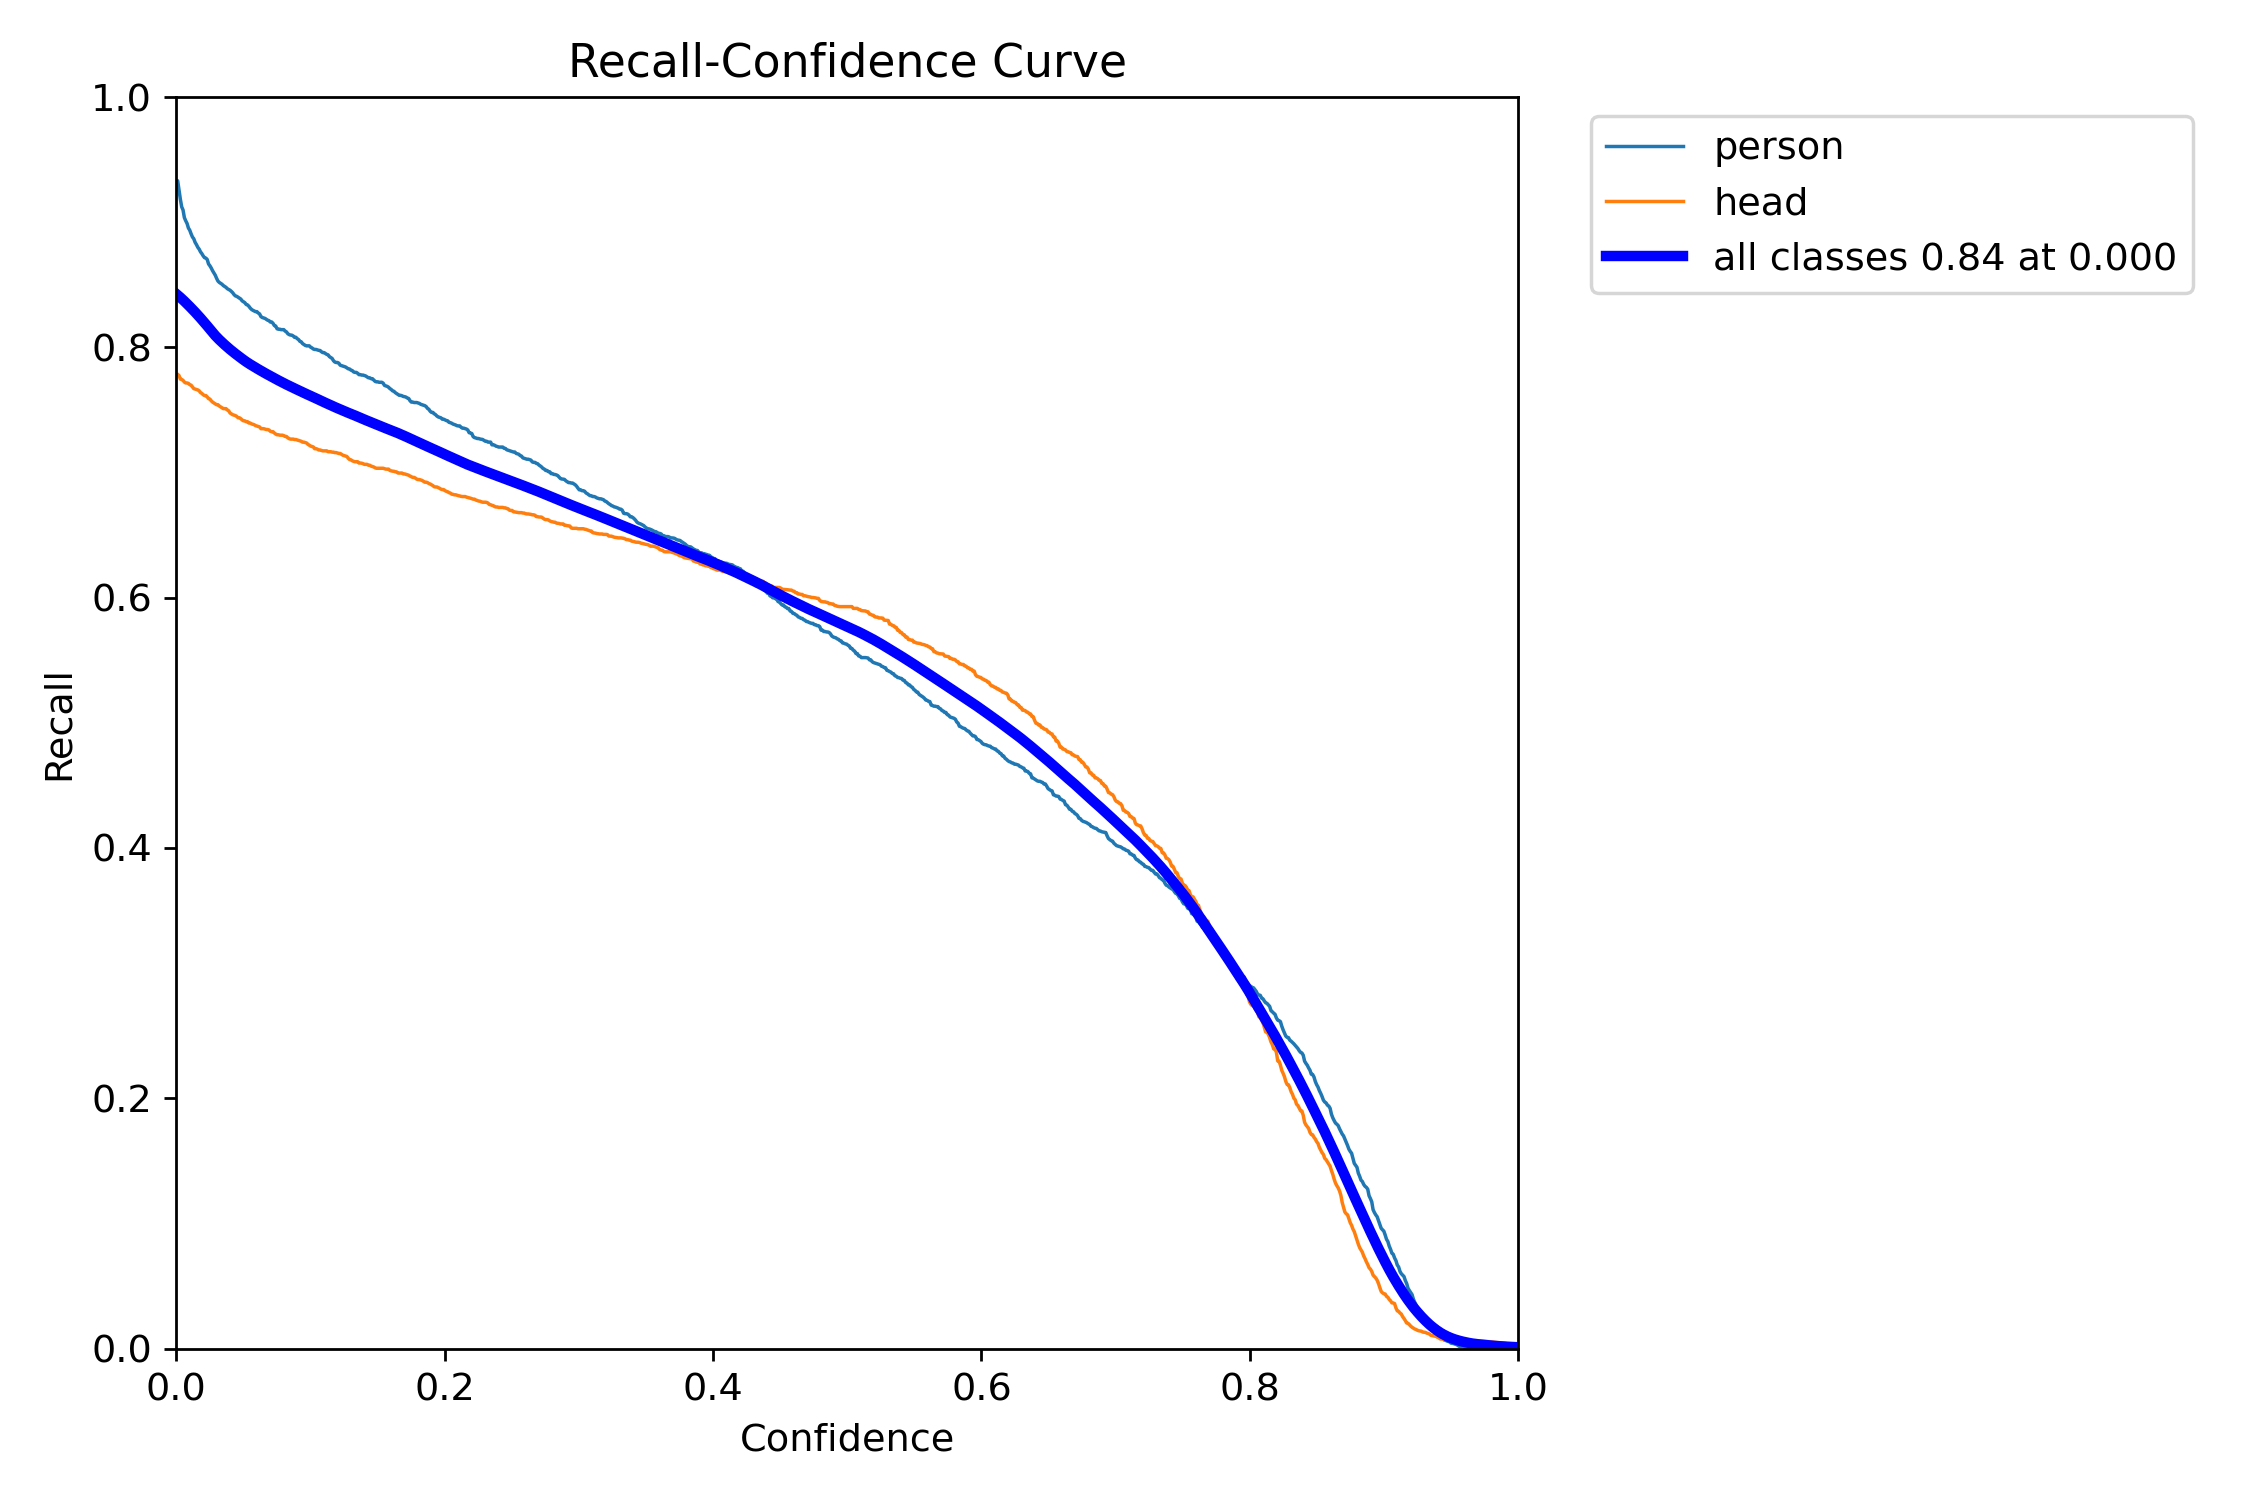 Recall-Confidence Curve
1.0
0.8
0.6
0.4
0.2
0.0
Recall
0.0 0.2 0.4 0.6 0.8 1.0
Confidence
person
head
all classes 0.84 at 0.000